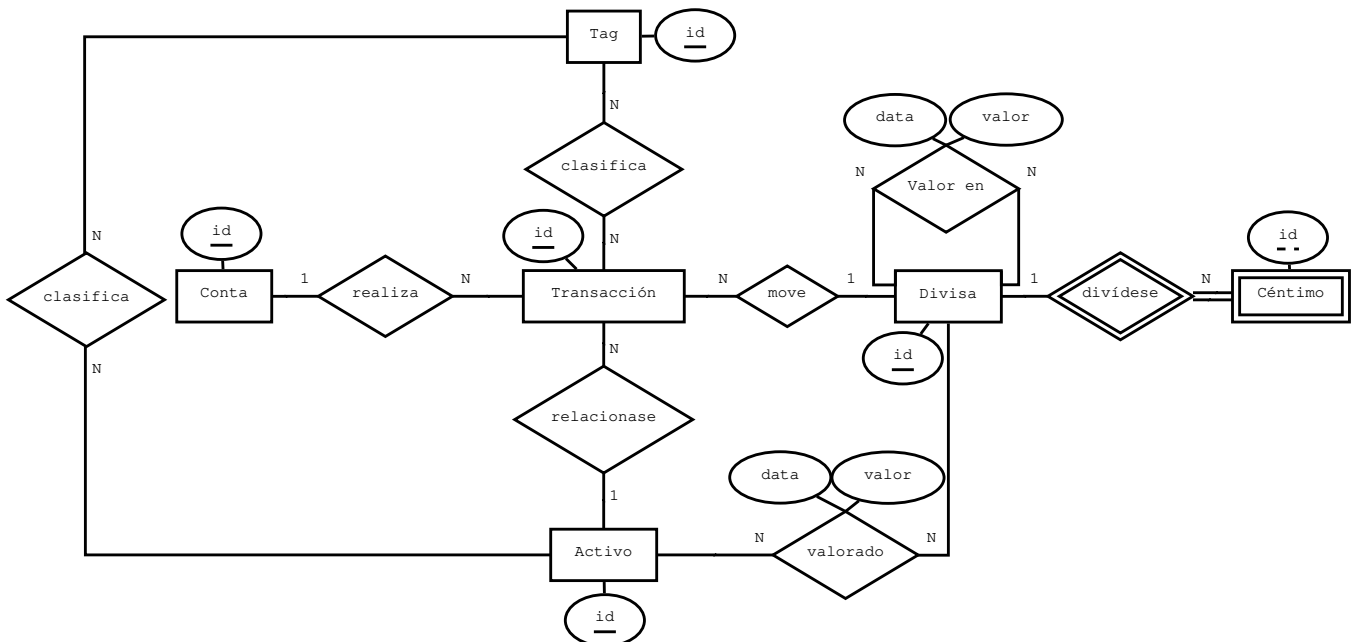 Tag
id
N
data
valor
clasifica
N
Valor en
N
id
id
id
N
N
clasifica
Conta
1
realiza
N
Transacción
N
move
1
Divisa
1
divídese
N
Céntimo
id
N
N
relacionase
data
valor
1
Activo
N
valorado
N
id